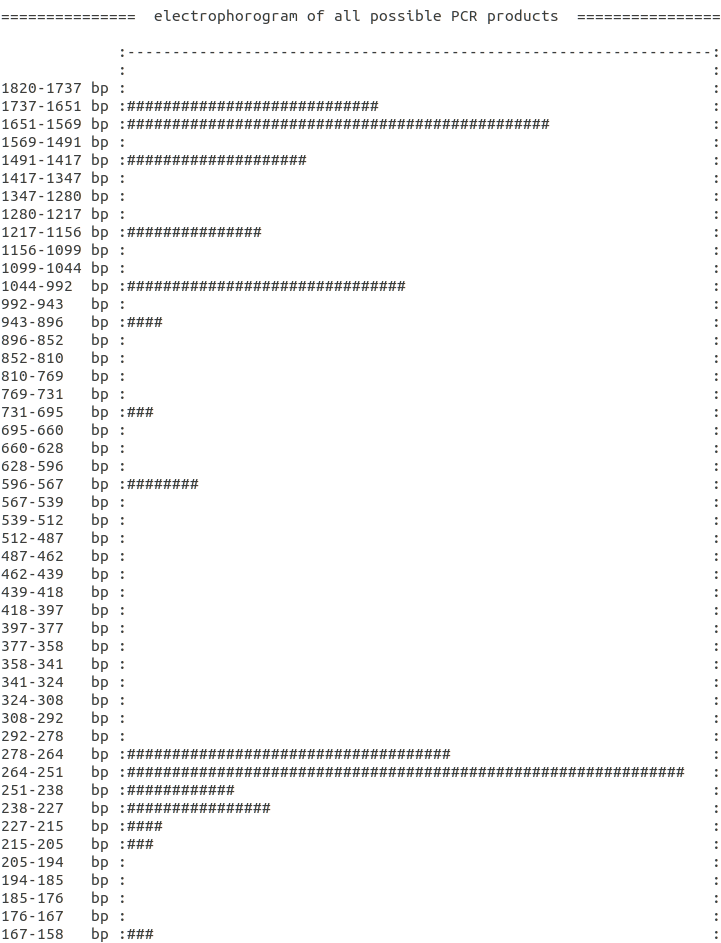 ===============  electrophorogram of all possible PCR products  ================
:-----------------------------------------------------------------:
: :
1820-1737 bp : :
1737-1651 bp :############################ :
1651-1569 bp :############################################### :
1569-1491 bp : :
1491-1417 bp :#################### :
1417-1347 bp : :
1347-1280 bp : :
1280-1217 bp : :
1217-1156 bp :############### :
1156-1099 bp : :
1099-1044 bp : :
1044-992 bp :############################### :
992-943 bp : :
943-896 bp :#### :
896-852 bp : :
852-810 bp : :
810-769 bp : :
769-731 bp : :
731-695 bp :### :
695-660 bp : :
660-628 bp : :
628-596 bp : :
596-567 bp :######## :
567-539 bp : :
539-512 bp : :
512-487 bp : :
487-462 bp : :
462-439 bp : :
439-418 bp : :
418-397 bp : :
397-377 bp : :
377-358 bp : :
358-341 bp : :
341-324 bp : :
324-308 bp : :
308-292 bp : :
292-278 bp : :
278-264 bp :#################################### :
264-251 bp :############################################################## :
251-238 bp :############ :
238-227 bp :################ :
227-215 bp :#### :
215-205 bp :### :
205-194 bp : :
194-185 bp : :
185-176 bp : :
176-167 bp : :
167-158 bp :### :